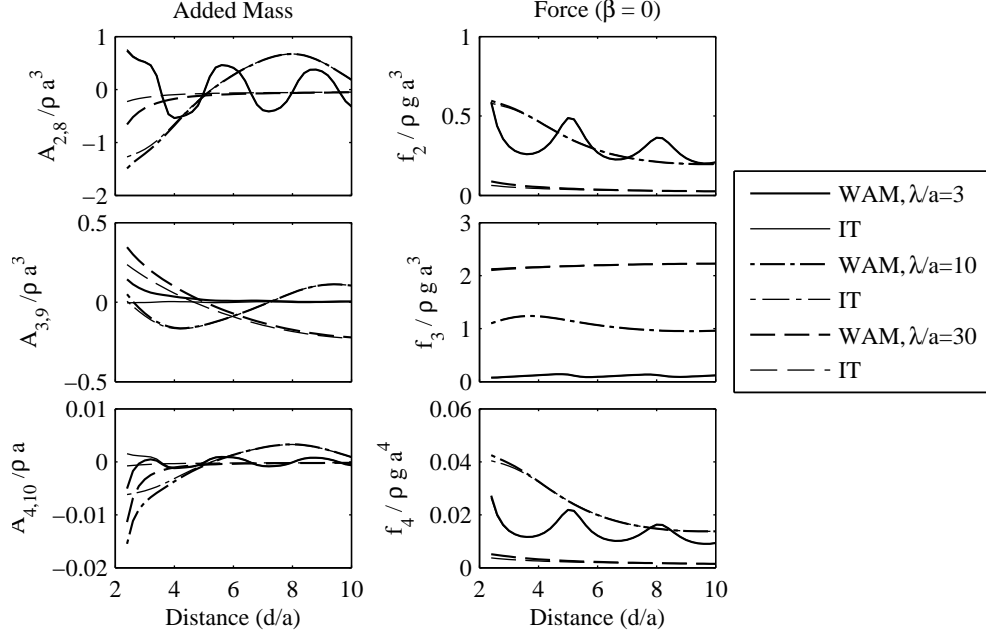 Added Mass
Force (β = 0)
A2,8 /ρ a³
1
0
−1
−2
f2 / ρ g a³
1
0.5
0
A3,9 /ρ a³
0.5
0
−0.5
f3 / ρ g a³
3
2
1
0
A4,10 /ρ a
0.01
0
−0.01
−0.02
2 4 6 8 10
Distance (d/a)
f4 / ρ g a⁴
0.06
0.04
0.02
0
2 4 6 8 10
Distance (d/a)
WAM, λ/a=3
IT
WAM, λ/a=10
IT
WAM, λ/a=30
IT